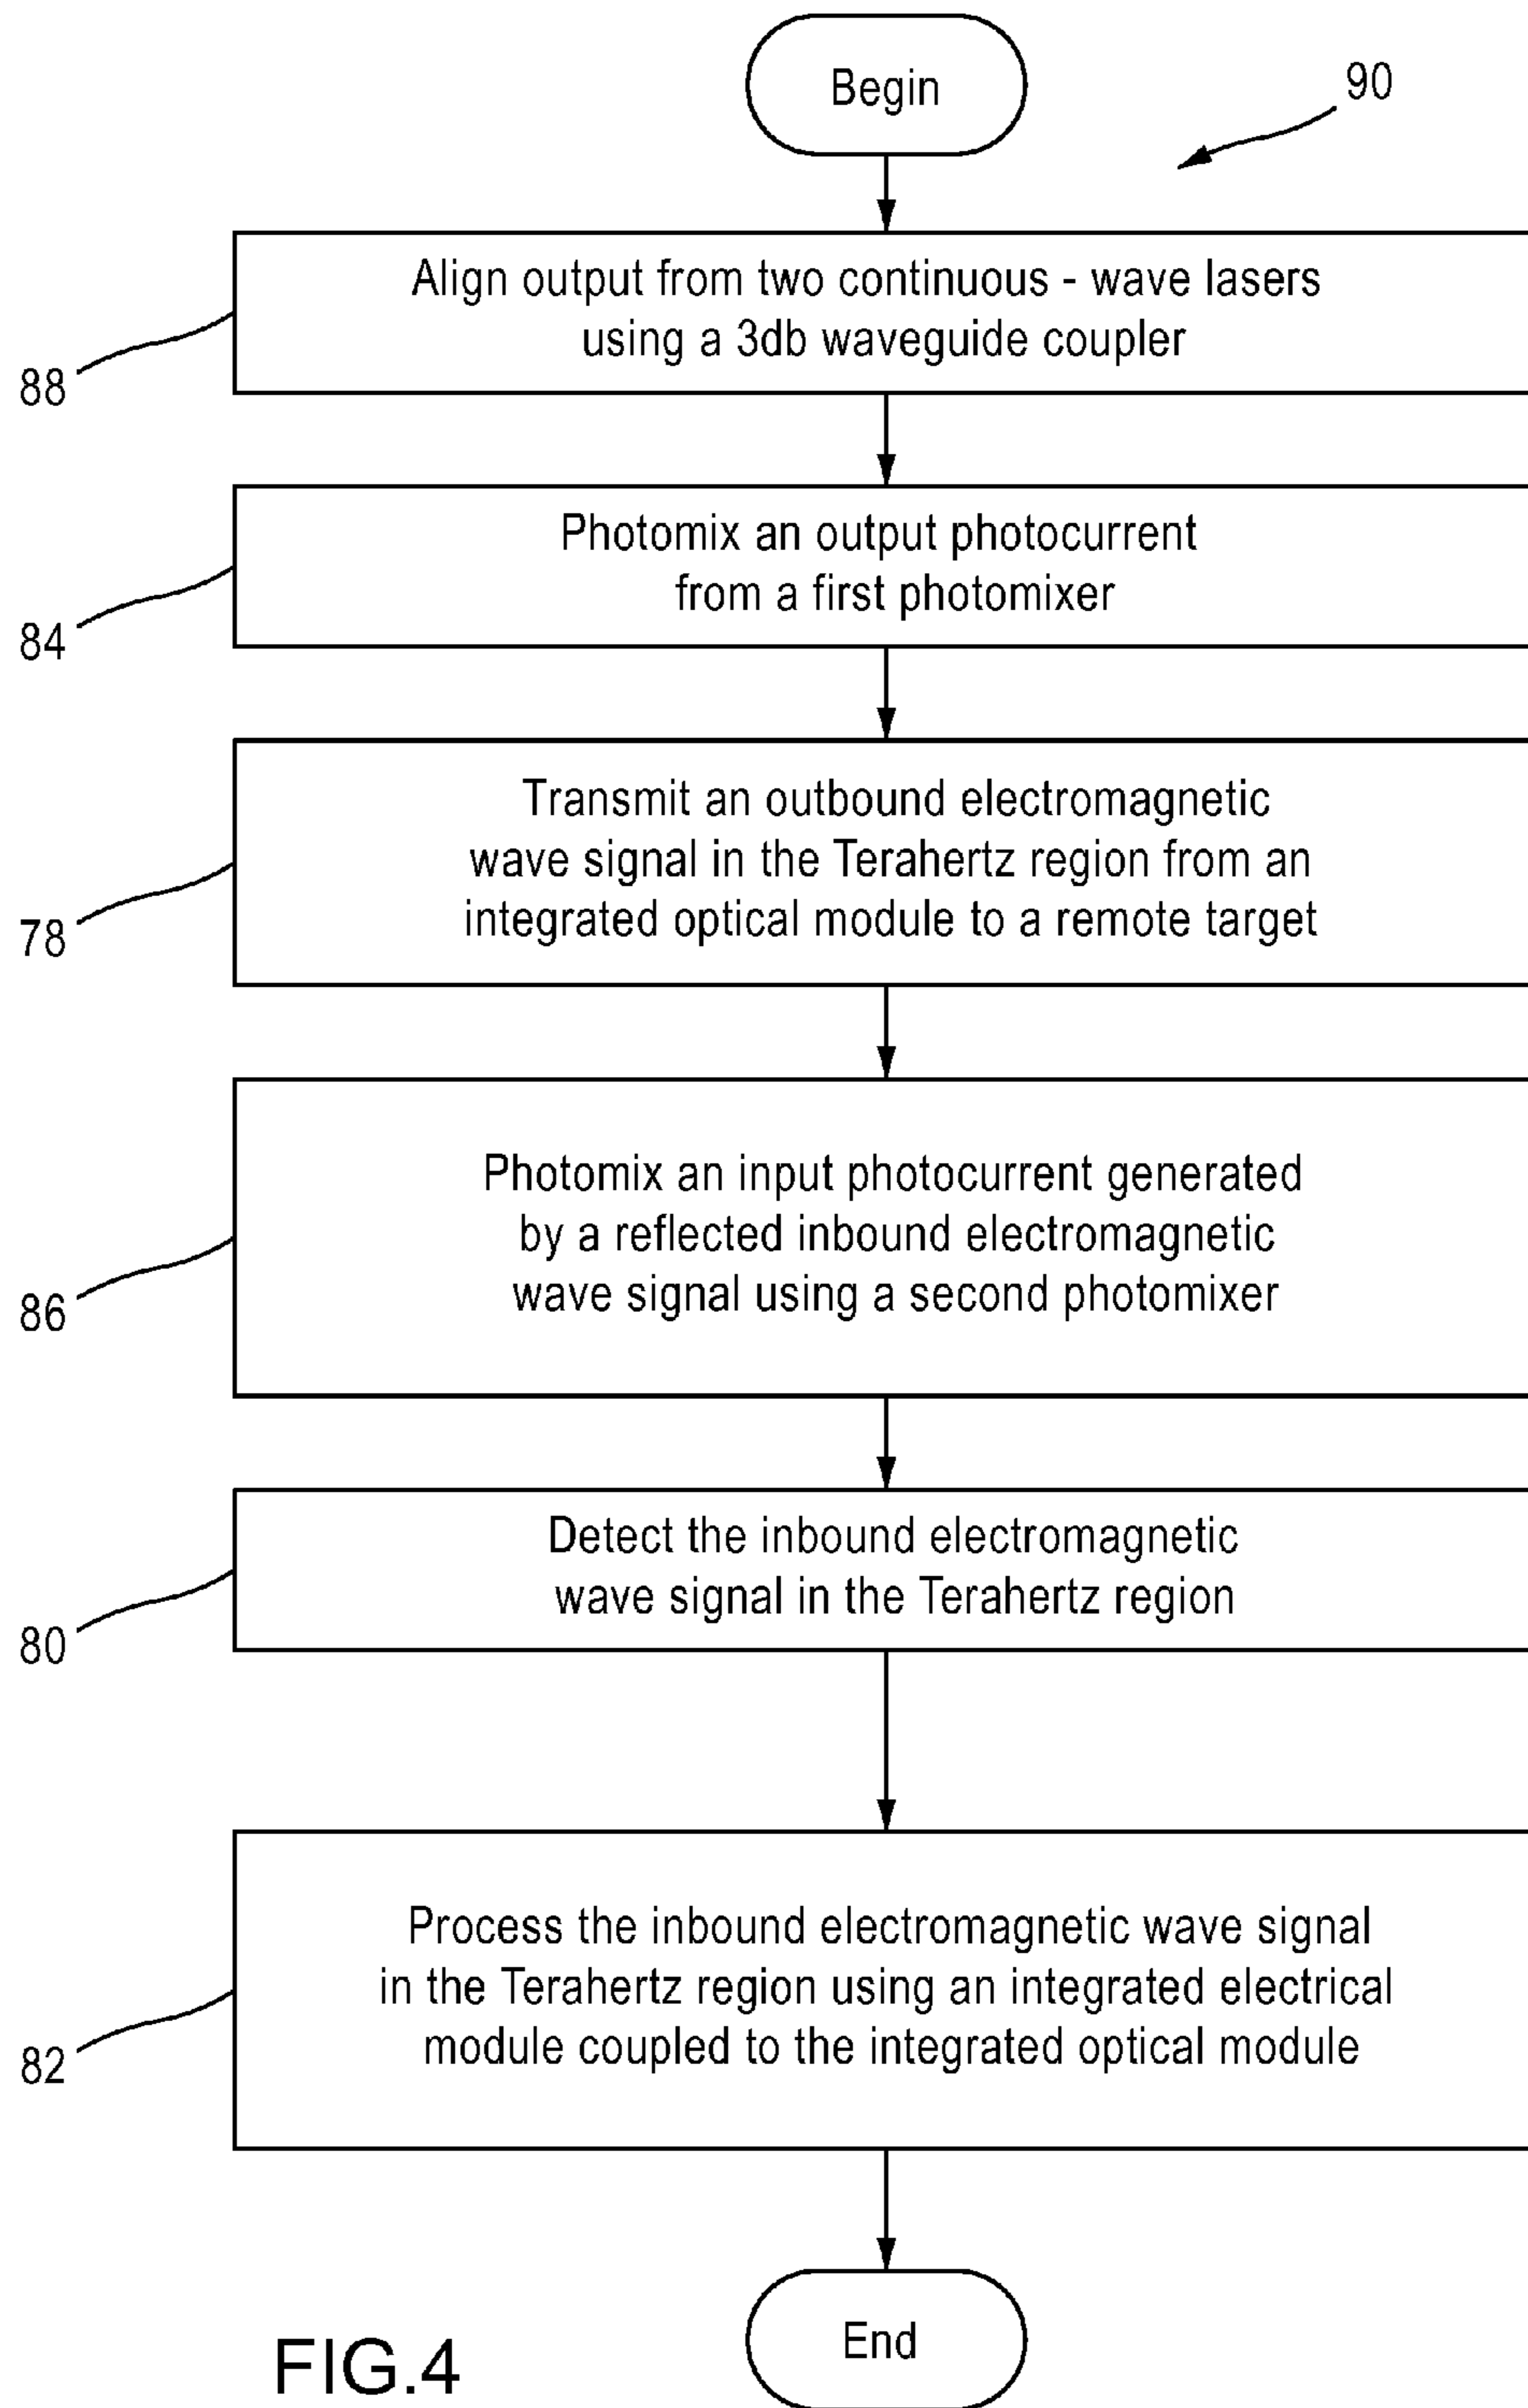 Begin
90
Align output from two continuous - wave lasers
using a 3db waveguide coupler
88
Photomix an output photocurrent
from a first photomixer
84
Transmit an outbound electromagnetic
wave signal in the Terahertz region from an
integrated optical module to a remote target
78
Photomix an input photocurrent generated
by a reflected inbound electromagnetic
wave signal using a second photomixer
86
Detect the inbound electromagnetic
wave signal in the Terahertz region
80
Process the inbound electromagnetic wave signal
in the Terahertz region using an integrated electrical
module coupled to the integrated optical module
82
End
FIG.4